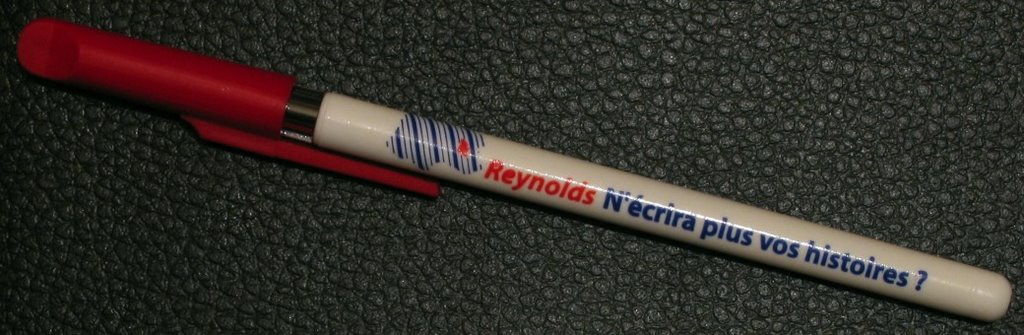 Reynolds N'écrira plus vos histoires ?